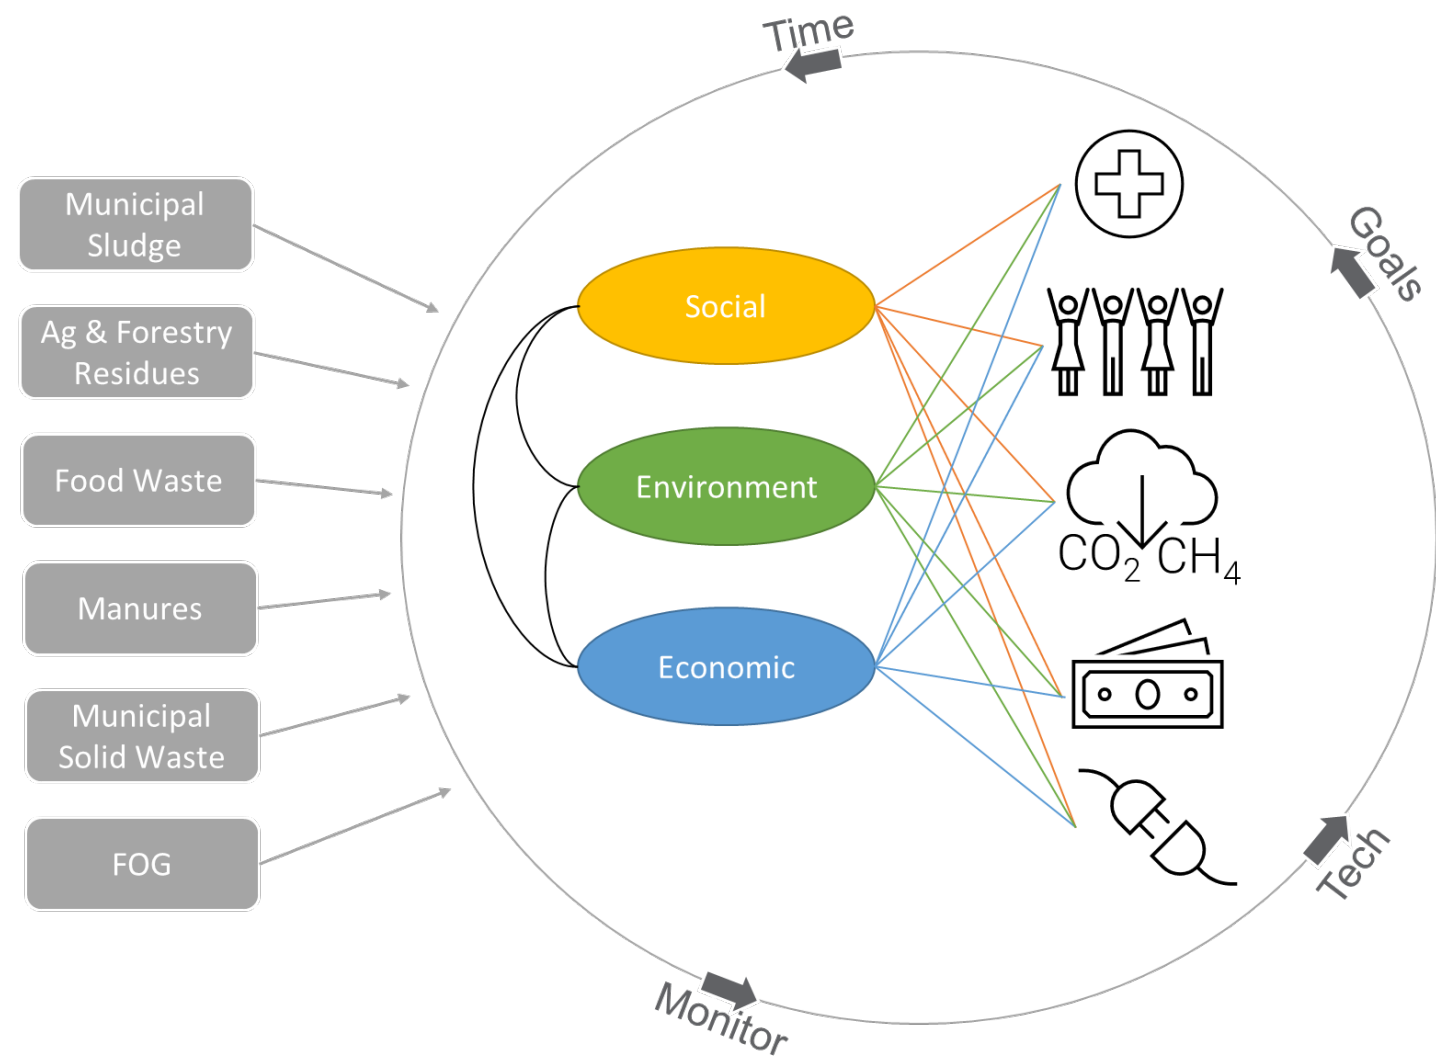 Time
Goals
Municipal
Sludge
Ag & Forestry
Residues
Food Waste
Manures
Municipal
Solid Waste
FOG
Social
Environment
Economic
CO2 CH4
Tech
Monitor